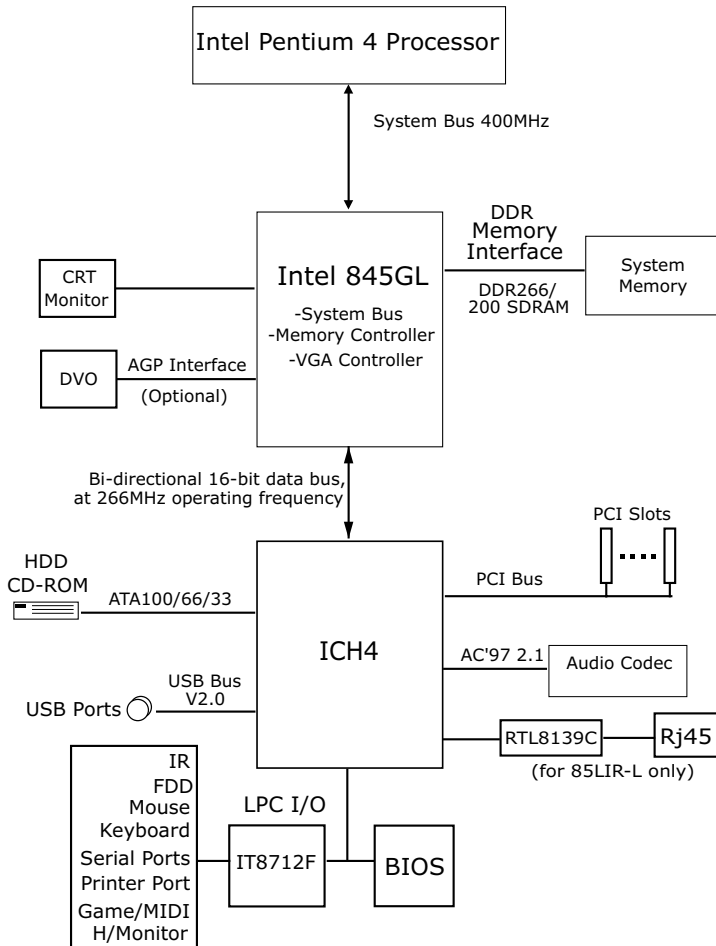 Intel Pentium 4 Processor
System Bus 400MHz
DDR
Memory
Interface
DDR266/
200 SDRAM
System
Memory
Intel 845GL
-System Bus
-Memory Controller
-VGA Controller
CRT
Monitor
DVO
AGP Interface
(Optional)
Bi-directional 16-bit data bus,
at 266MHz operating frequency
PCI Slots
PCI Bus
HDD
CD-ROM
ATA100/66/33
ICH4
AC'97 2.1
Audio Codec
USB Bus
V2.0
USB Ports
RTL8139C
Rj45
(for 85LIR-L only)
IR
FDD
Mouse
Keyboard
Serial Ports
Printer Port
Game/MIDI
H/Monitor
LPC I/O
IT8712F
BIOS